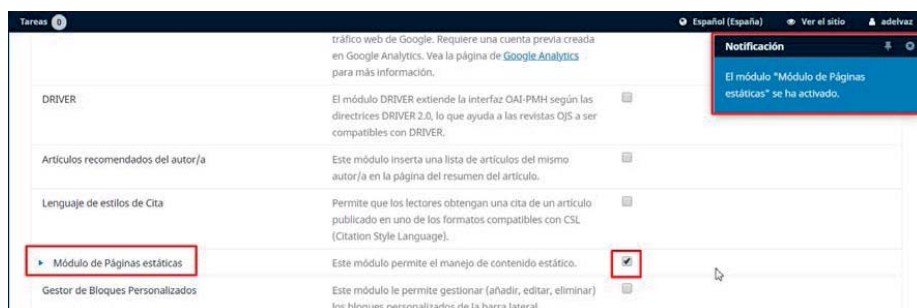 Tareas 0
Español (España) Ver el sitio adelvaz
tráfico web de Google. Requiere una cuenta previa creada
en Google Analytics. Vea la página de Google Analytics
para más información.
Notificación
El módulo "Módulo de Páginas
estáticas" se ha activado.
DRIVER
El módulo DRIVER extiende la interfaz OAI-PMH según las
directrices DRIVER 2.0, lo que ayuda a las revistas OJS a ser
compatibles con DRIVER.
Artículos recomendados del autor/a
Este módulo inserta una lista de artículos del mismo
autor/a en la página del resumen del artículo.
Lenguaje de estilos de Cita
Permite que los lectores obtengan una cita de un artículo
publicado en uno de los formatos compatibles con CSL
(Citation Style Language).
Módulo de Páginas estáticas
Este módulo permite el manejo de contenido estático.
Gestor de Bloques Personalizados
Este módulo le permite gestionar (añadir, editar, eliminar)
los bloques personalizados de la barra lateral.